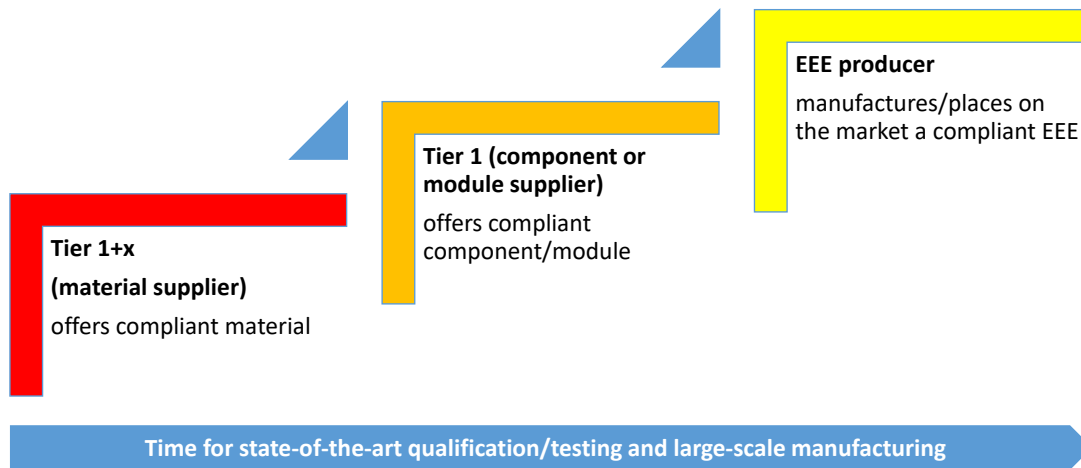 Tier 1+x
(material supplier)
offers compliant material
Tier 1 (component or
module supplier)
offers compliant
component/module
EEE producer
manufactures/places on
the market a compliant EEE
Time for state-of-the-art qualification/testing and large-scale manufacturing